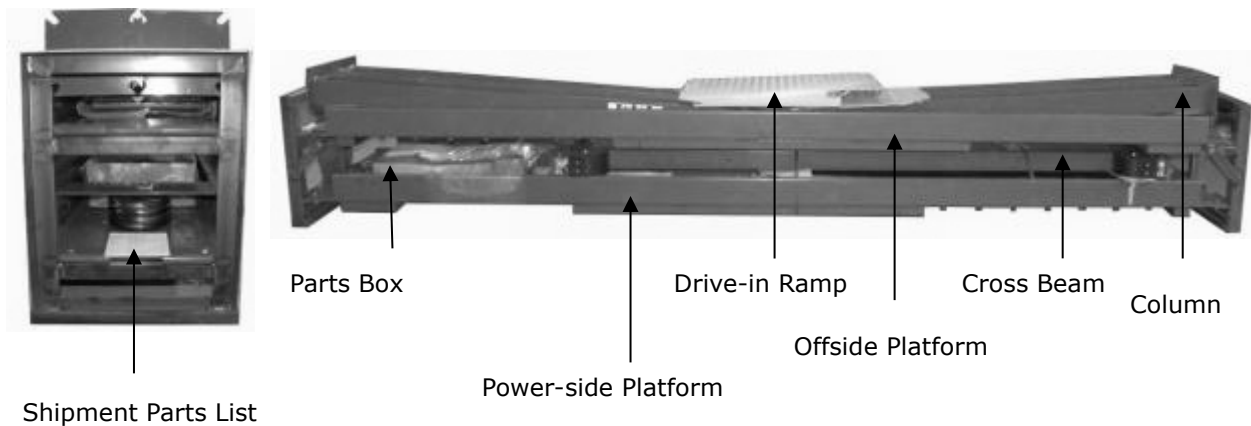 Parts Box
Drive-in Ramp
Cross Beam
Column
Offside Platform
Power-side Platform
Shipment Parts List